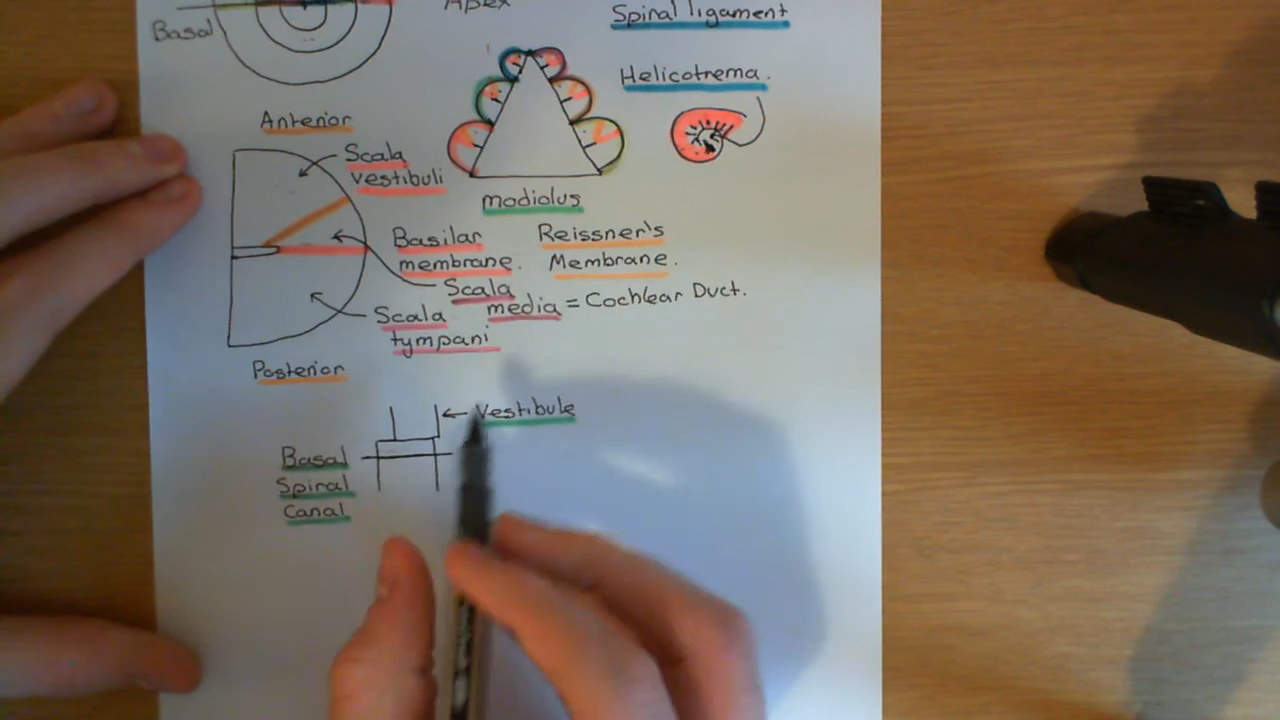 Apex
Basal
Spiral ligament
Helicotrema.
Anterior
Scala
vestibuli
modiolus
Basilar
membrane.
Reissner's
Membrane.
Scala
media = Cochlear Duct.
Scala
tympani
Posterior
Vestibule
Basal
Spiral
Canal